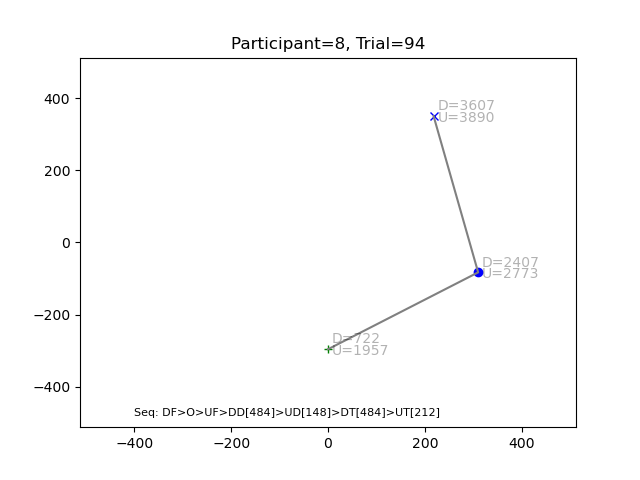 Participant=8, Trial=94
400
200
0
−200
−400
D=3607
U=3890
D=2407
U=2773
D=722
U=1957
Seq: DF>O>UF>DD[484]>UD[148]>DT[484]>UT[212]
−400
−200
0
200
400